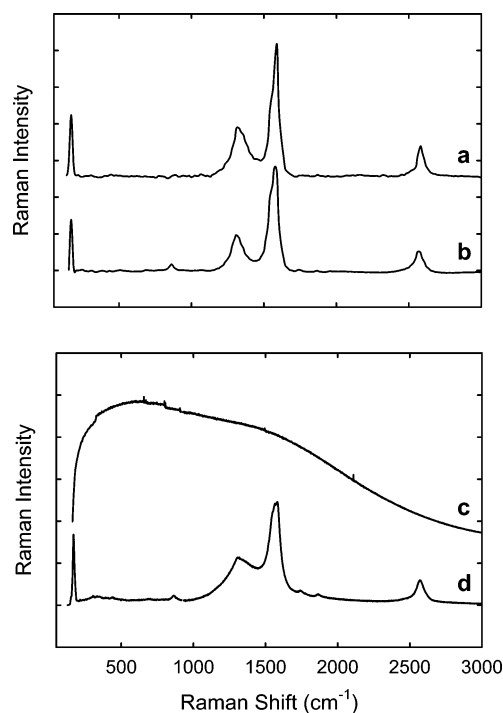 Raman Intensity
a
b
Raman Intensity
c
d
500 1000 1500 2000 2500 3000
Raman Shift (cm⁻¹)